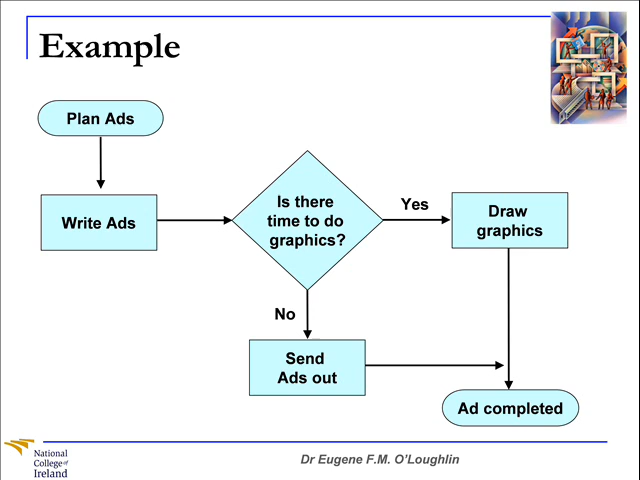 Example
Plan Ads
Write Ads
Is there
time to do
graphics?
Yes
Draw
graphics
No
Send
Ads out
Ad completed
National
College of
Ireland
Dr Eugene F.M. O'Loughlin